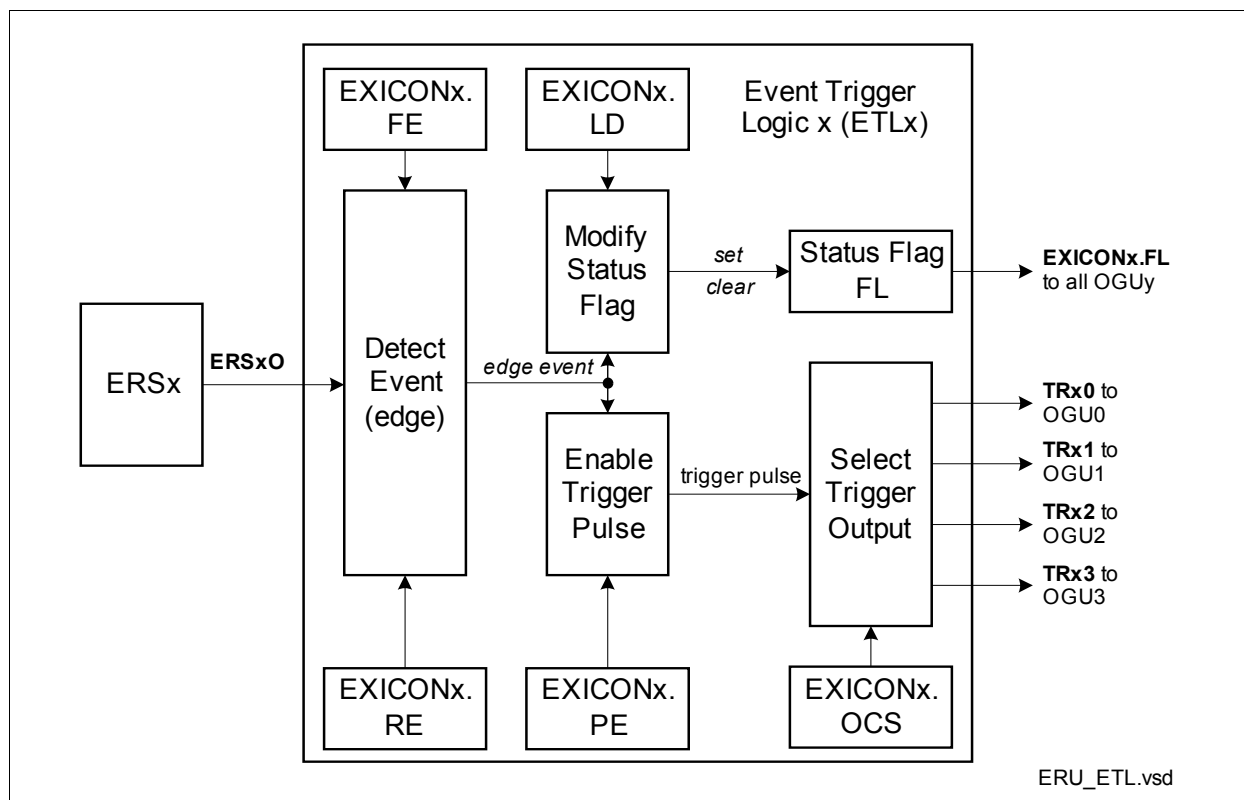 EXICONx.
FE
EXICONx.
LD
Event Trigger
Logic x (ETLx)
Modify
Status
Flag
set
clear
Status Flag
FL
EXICONx.FL
to all OGUy
ERSx
ERSxO
Detect
Event
(edge)
edge event
Enable
Trigger
Pulse
trigger pulse
Select
Trigger
Output
TRx0 to
OGU0
TRx1 to
OGU1
TRx2 to
OGU2
TRx3 to
OGU3
EXICONx.
RE
EXICONx.
PE
EXICONx.
OCS
ERU_ETL.vsd